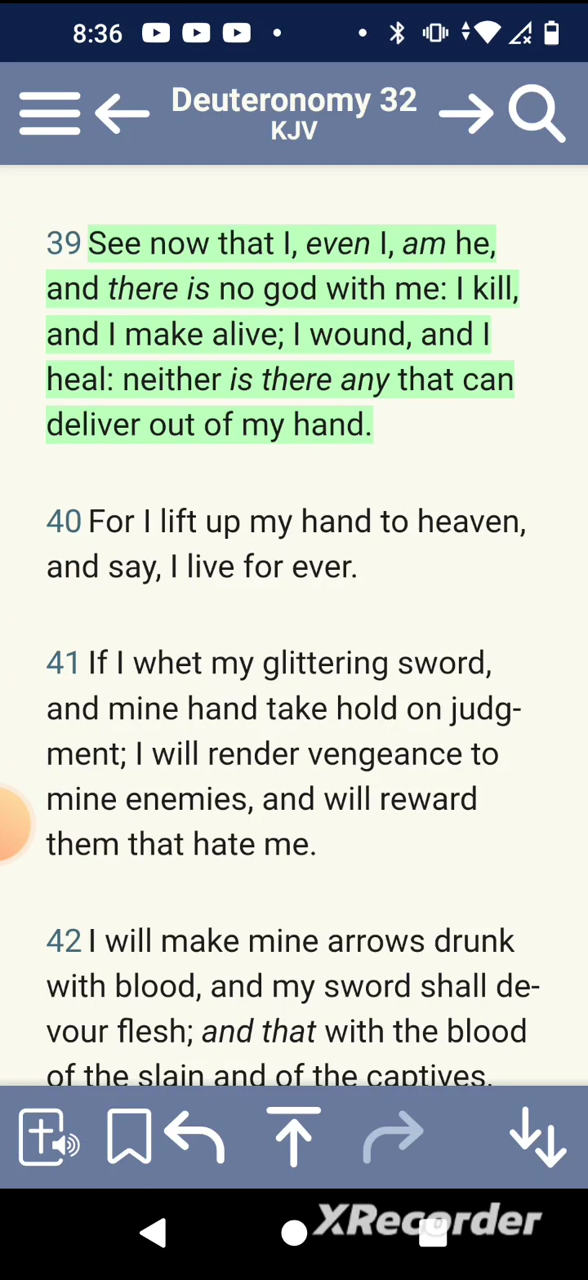 8:36
Deuteronomy 32
KJV
39 See now that I, even I, am he,
and there is no god with me: I kill,
and I make alive; I wound, and I
heal: neither is there any that can
deliver out of my hand.
40 For I lift up my hand to heaven,
and say, I live for ever.
41 If I whet my glittering sword,
and mine hand take hold on judg-
ment; I will render vengeance to
mine enemies, and will reward
them that hate me.
42 I will make mine arrows drunk
with blood, and my sword shall de-
vour flesh; and that with the blood
of the slain and of the captives,
XRecorder